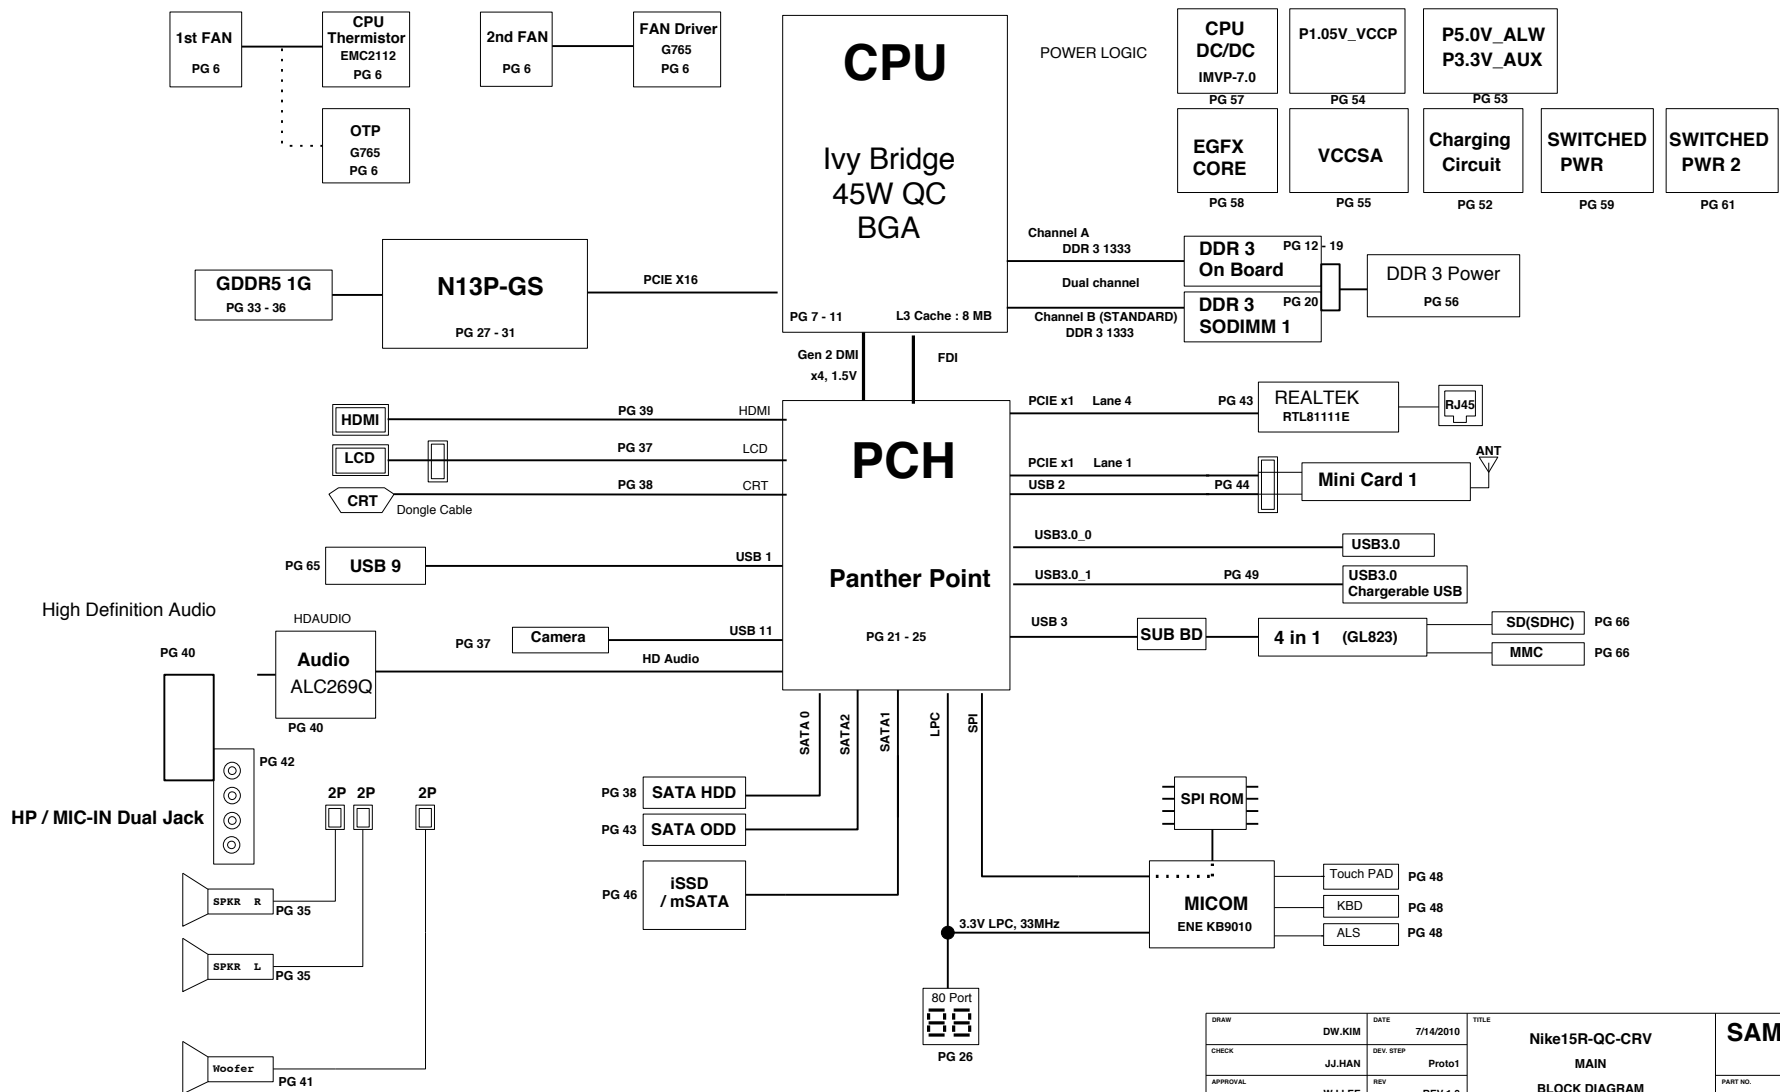 1st FAN
PG 6
CPU
Thermistor
EMC2112
PG 6
OTP
G765
PG 6
2nd FAN
PG 6
FAN Driver
G765
PG 6
CPU
Ivy Bridge
45W QC
BGA
PG 7 - 11
L3 Cache : 8 MB
POWER LOGIC
CPU
DC/DC
IMVP-7.0
PG 57
P1.05V_VCCP
PG 54
P5.0V_ALW
P3.3V_AUX
PG 53
EGFX
CORE
PG 58
VCCSA
PG 55
Charging
Circuit
PG 52
SWITCHED
PWR
PG 59
SWITCHED
PWR 2
PG 61
GDDR5 1G
PG 33 - 36
N13P-GS
PG 27 - 31
PCIE X16
Channel A
DDR 3 1333
Dual channel
Channel B (STANDARD)
DDR 3 1333
DDR 3
On Board
PG 12 - 19
DDR 3
SODIMM 1
PG 20
DDR 3 Power
PG 56
Gen 2 DMI
x4, 1.5V
FDI
HDMI
PG 39
HDMI
LCD
PG 37
LCD
CRT
Dongle Cable
PG 38
CRT
PG 65
USB 9
USB 1
PCH
Panther Point
PG 21 - 25
PCIE x1 Lane 4
PG 43
REALTEK
RTL81111E
RJ45
PCIE x1 Lane 1
USB 2
PG 44
Mini Card 1
ANT
USB3.0_0
USB3.0
USB3.0_1
PG 49
USB3.0
Chargerable USB
USB 3
SUB BD
4 in 1 (GL823)
SD(SDHC)
PG 66
MMC
PG 66
High Definition Audio
HDAUDIO
PG 40
Audio
ALC269Q
PG 40
PG 37
Camera
USB 11
HD Audio
PG 42
HP / MIC-IN Dual Jack
2P
2P
2P
SPKR R
PG 35
SPKR L
PG 35
Woofer
PG 41
SATA 0
SATA2
SATA1
LPC
SPI
PG 38
SATA HDD
PG 43
SATA ODD
PG 46
iSSD
/ mSATA
SPI ROM
MICOM
ENE KB9010
3.3V LPC, 33MHz
Touch PAD
PG 48
KBD
PG 48
ALS
PG 48
80 Port
88
PG 26
DRAW
DW.KIM
DATE
7/14/2010
TITLE
Nike15R-QC-CRV
MAIN
BLOCK DIAGRAM
CHECK
JJ.HAN
DEV. STEP
Proto1
APPROVAL
REV
PART NO.
SAM